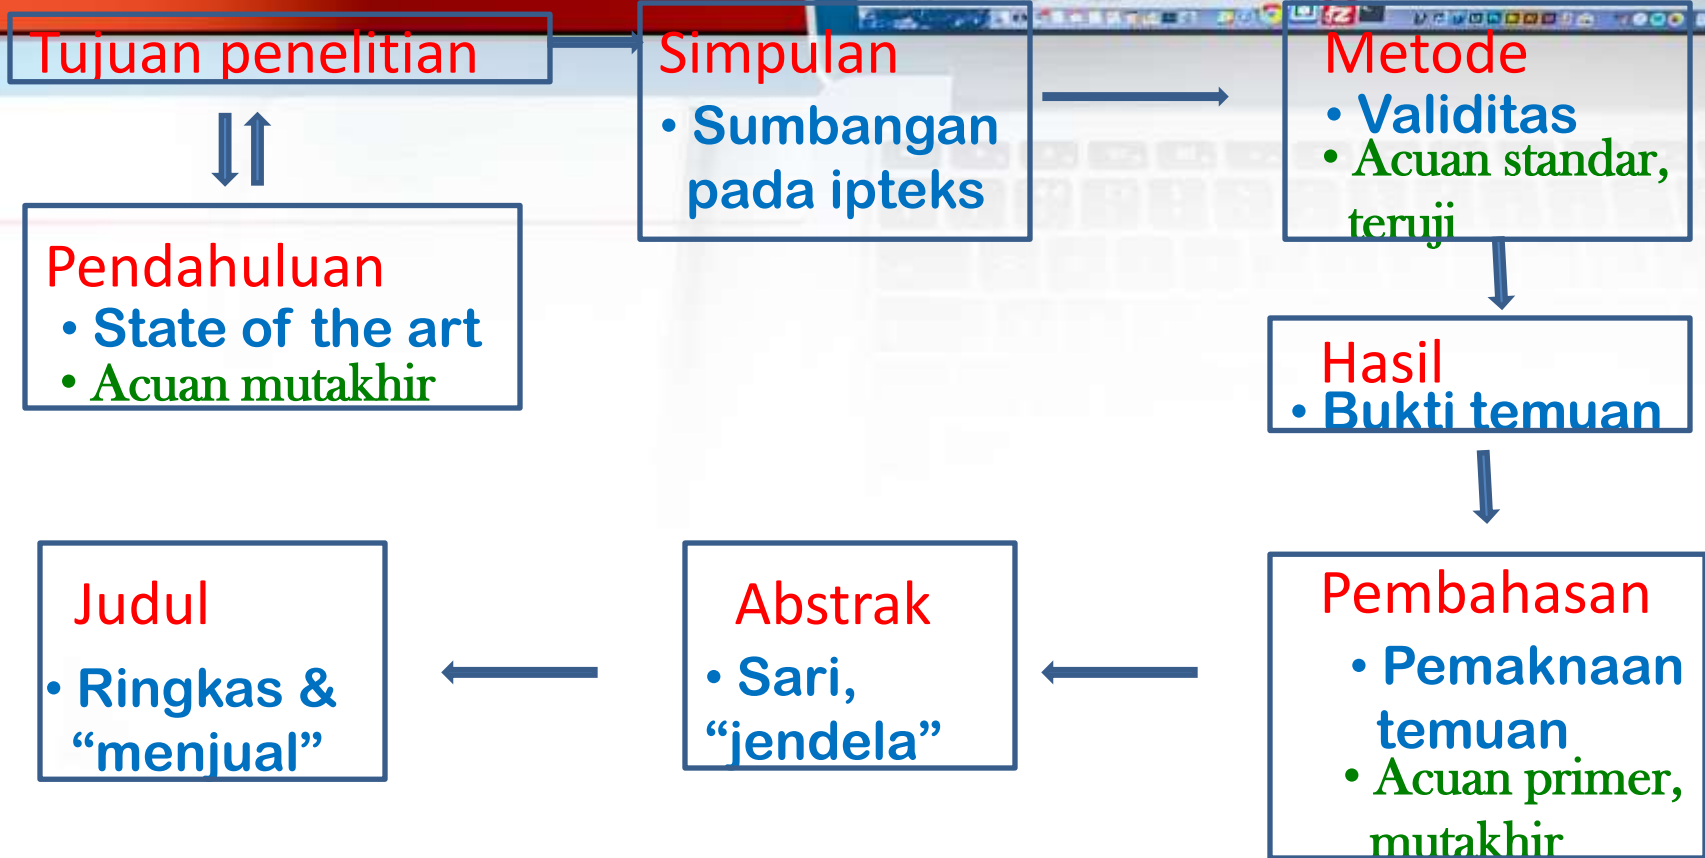 Tujuan penelitian
Simpulan
• Sumbangan
pada ipteks
Metode
• Validitas
• Acuan standar,
teruji
Pendahuluan
• State of the art
• Acuan mutakhir
Hasil
• Bukti temuan
Judul
• Ringkas &
“menjual”
Abstrak
• Sari,
“jendela”
Pembahasan
• Pemaknaan
temuan
• Acuan primer,
mutakhir